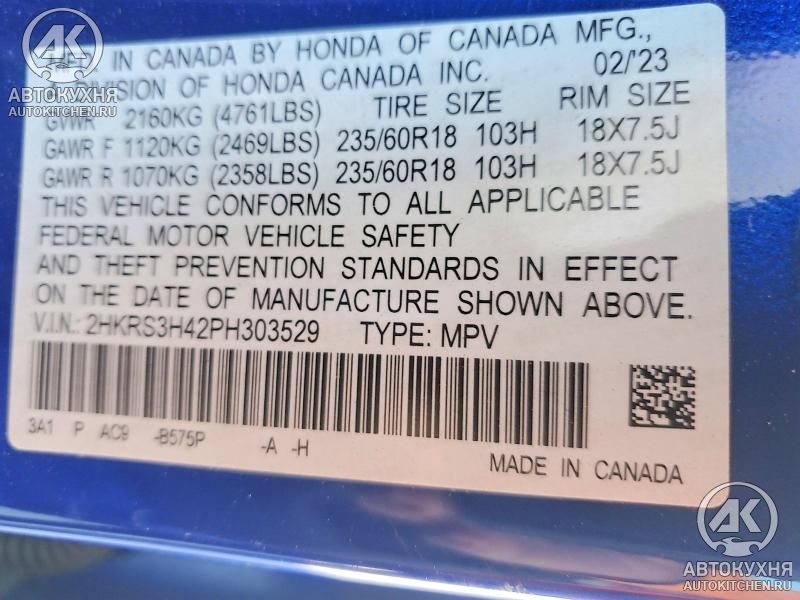 MFD. IN CANADA BY HONDA OF CANADA MFG.,
DIVISION OF HONDA CANADA INC. 02/'23
GVWR 2160KG (4761LBS) TIRE SIZE RIM SIZE
GAWR F 1120KG (2469LBS) 235/60R18 103H 18X7.5J
GAWR R 1070KG (2358LBS) 235/60R18 103H 18X7.5J
THIS VEHICLE CONFORMS TO ALL APPLICABLE
FEDERAL MOTOR VEHICLE SAFETY
AND THEFT PREVENTION STANDARDS IN EFFECT
ON THE DATE OF MANUFACTURE SHOWN ABOVE.
V.I.N.: 2HKRS3H42PH303529 TYPE: MPV
3A1 P AC9 -B575P -A -H
MADE IN CANADA
АК
АВТОКУХНЯ
AUTOKITCHEN.RU
АК
АВТОКУХНЯ
AUTOKITCHEN.RU